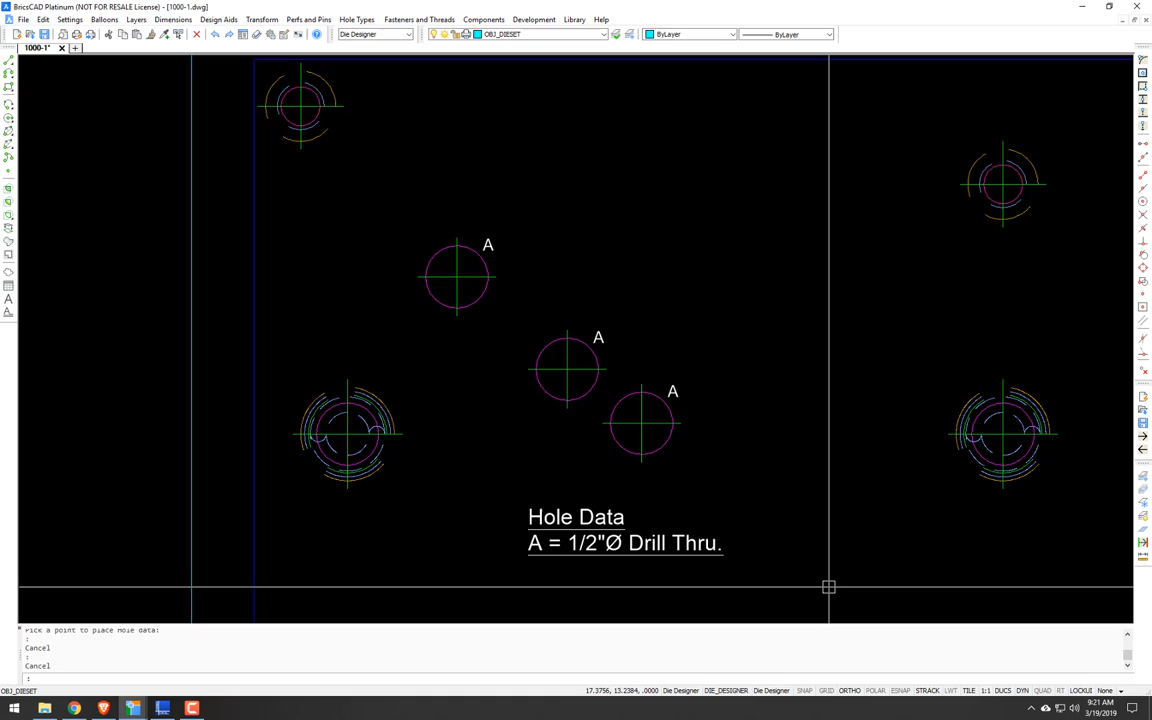 BricsCAD Platinum (NOT FOR RESALE License) - [1000-1.dwg]
File Edit Settings Balloons Layers Dimensions Design Aids Transform Perfs and Pins Hole Types Fasteners and Threads Components Development Library Help
Die Designer OBJ_DIESET ByLayer ByLayer
1000-1*
A
A
A
Hole Data
A = 1/2"Ø Drill Thru.
Pick a point to place Hole data:
:
Cancel
:
Cancel
:
OBJ_DIESET 17.3756, 13.2384, .0000 Die Designer DIE_DESIGNER Die Designer SNAP GRID ORTHO POLAR ESNAP STRACK LWT TILE 1:1 DUCS DYN QUAD RT LOCKUI None
9:21 AM
3/19/2019